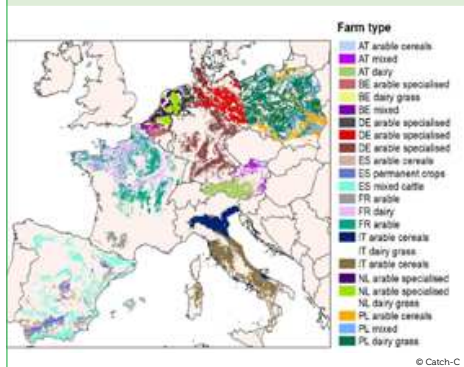 Farm type
AT arable cereals
AT mixed
AT dairy
BE arable specialised
BE dairy grass
BE mixed
DE arable specialised
DE arable specialised
DE arable specialised
ES arable cereals
ES permanent crops
ES mixed cattle
FR arable
FR dairy
FR arable
IT arable cereals
IT dairy grass
IT arable cereals
NL arable specialised
NL arable specialised
NL dairy grass
PL arable cereals
PL mixed
PL dairy grass
© Catch-C